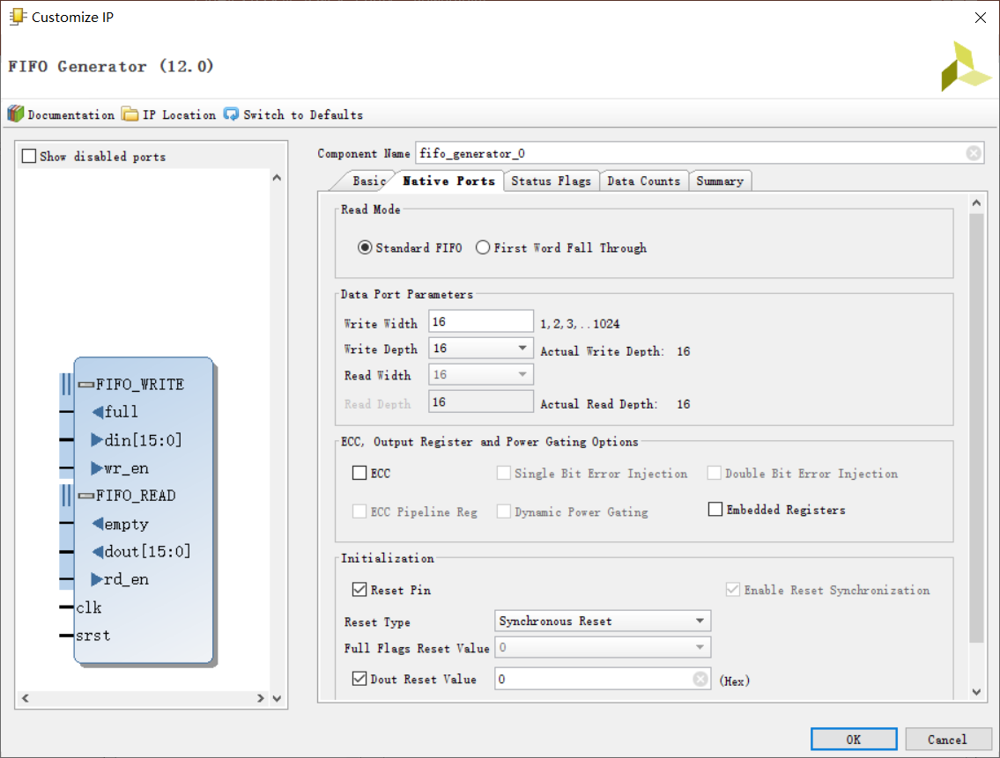 Customize IP
FIFO Generator (12.0)
Documentation IP Location Switch to Defaults
Show disabled ports
FIFO_WRITE
full
din[15:0]
wr_en
FIFO_READ
empty
dout[15:0]
rd_en
clk
srst
Component Name fifo_generator_0
Basic Native Ports Status Flags Data Counts Summary
Read Mode
Standard FIFO First Word Fall Through
Data Port Parameters
Write Width 16 1,2,3,..1024
Write Depth 16 Actual Write Depth: 16
Read Width 16
Read Depth 16 Actual Read Depth: 16
ECC, Output Register and Power Gating Options
ECC Single Bit Error Injection Double Bit Error Injection
ECC Pipeline Reg Dynamic Power Gating Embedded Registers
Initialization
Reset Pin Enable Reset Synchronization
Reset Type Synchronous Reset
Full Flags Reset Value 0
Dout Reset Value 0 (Hex)
OK Cancel